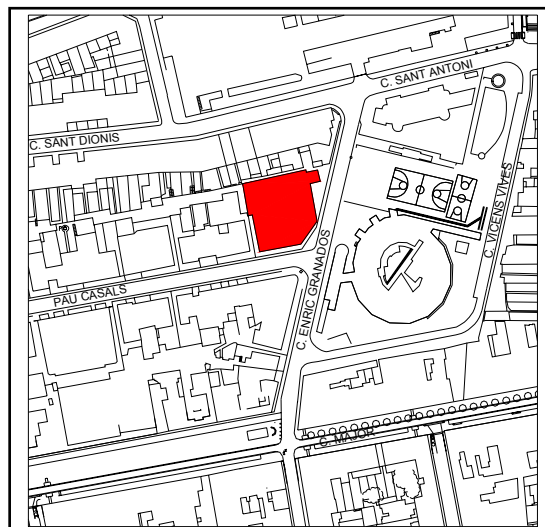 C. SANT ANTONI
C. SANT DIONIS
C. VICENS VIVES
PAU CASALS
C. ENRIC GRANADOS
C. MAJOR